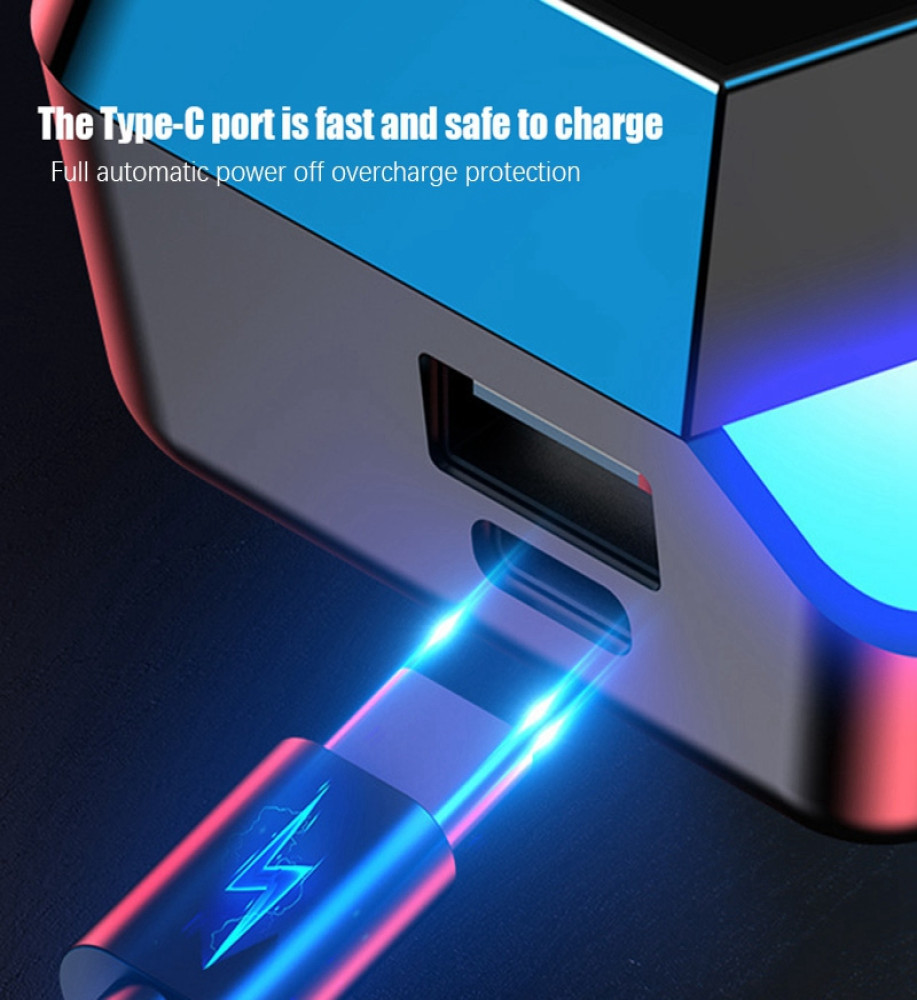 The Type-C port is fast and safe to charge
Full automatic power off overcharge protection